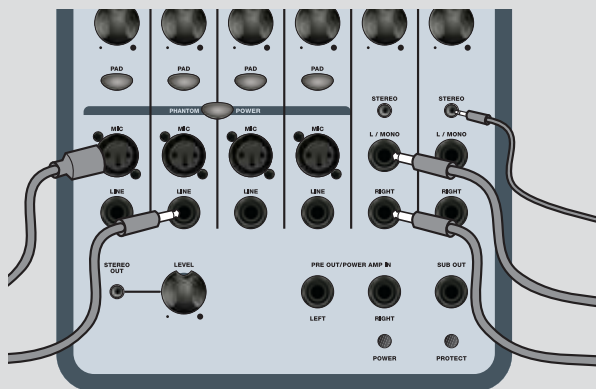 PAD PAD PAD PAD
STEREO STEREO
PHANTOM POWER
MIC MIC MIC MIC L / MONO L / MONO
LINE LINE LINE LINE RIGHT RIGHT
STEREO OUT LEVEL PRE OUT/POWER AMP IN SUB OUT
LEFT RIGHT
POWER PROTECT